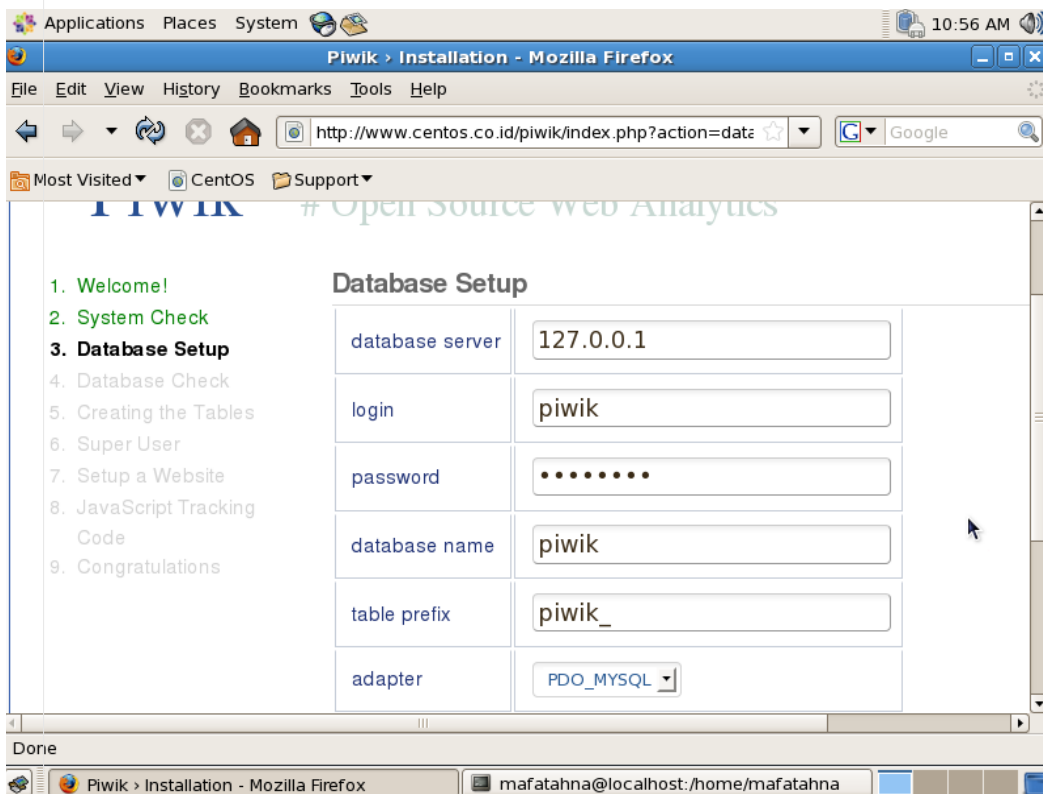 Applications Places System 10:56 AM
Piwik › Installation - Mozilla Firefox
File Edit View History Bookmarks Tools Help
http://www.centos.co.id/piwik/index.php?action=data G Google
Most Visited CentOS Support
Piwik # Open Source Web Analytics
1. Welcome!
2. System Check
3. Database Setup
4. Database Check
5. Creating the Tables
6. Super User
7. Setup a Website
8. JavaScript Tracking
Code
9. Congratulations
Database Setup
database server 127.0.0.1
login piwik
password ••••••••
database name piwik
table prefix piwik_
adapter PDO_MYSQL
Done
Piwik › Installation - Mozilla Firefox mafatahna@localhost:/home/mafatahna